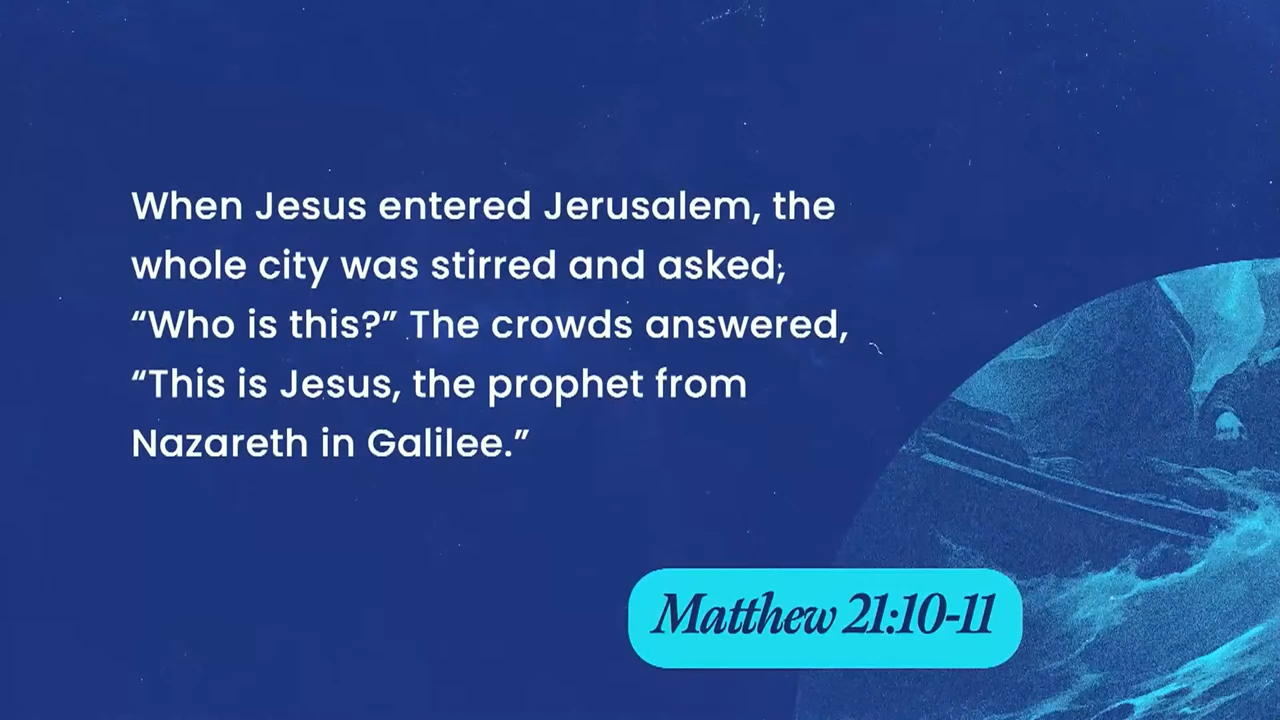 When Jesus entered Jerusalem, the
whole city was stirred and asked,
“Who is this?” The crowds answered,
“This is Jesus, the prophet from
Nazareth in Galilee.”
Matthew 21:10-11